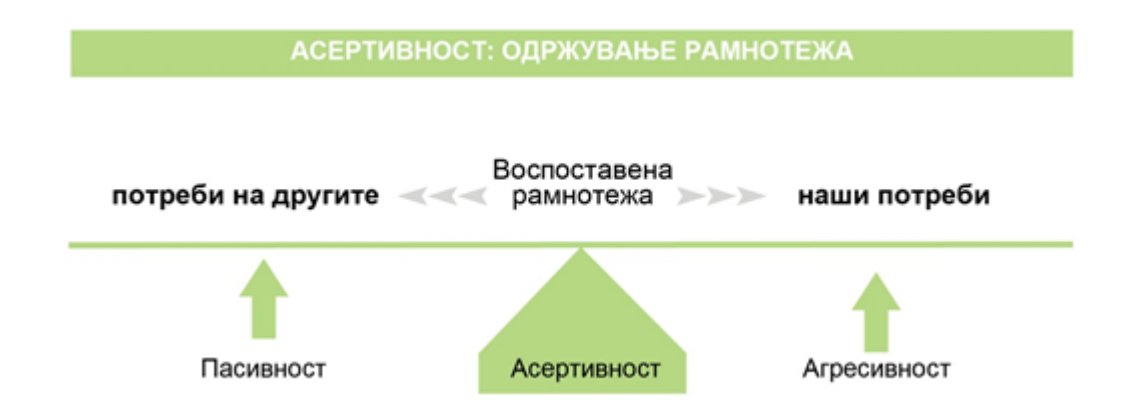 АСЕРТИВНОСТ: ОДРЖУВАЊЕ РАМНОТЕЖА
потреби на другите
Воспоставена
рамнотежа
наши потреби
Пасивност
Асертивност
Агресивност